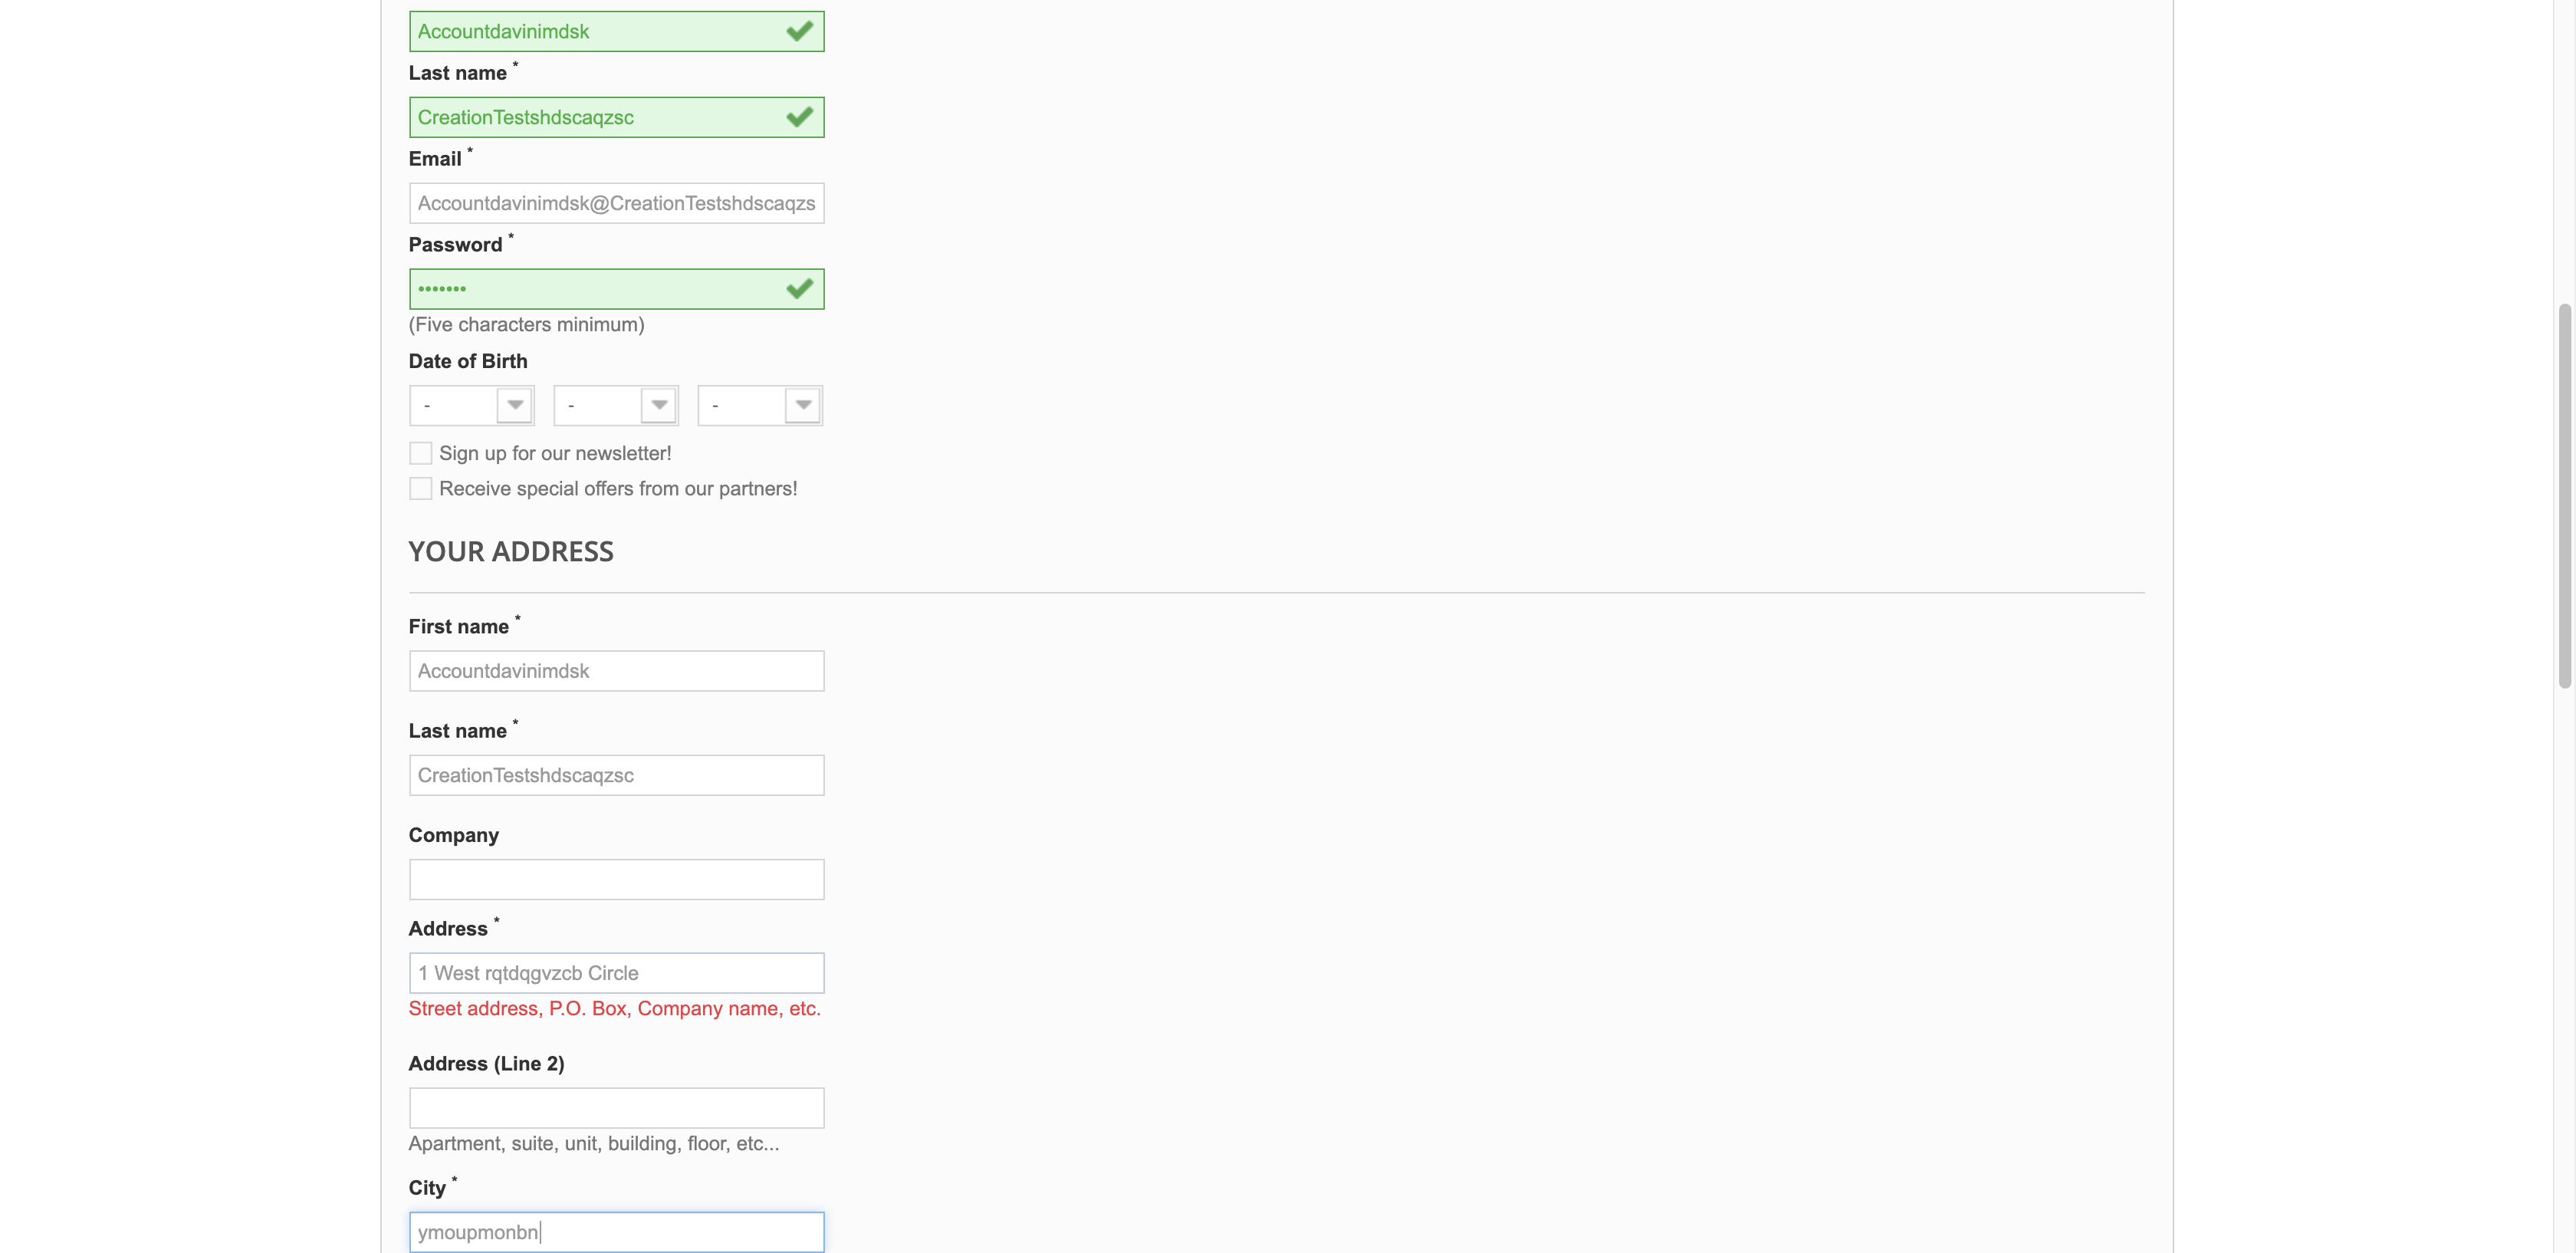 Accountdavinimdsk
Last name *
CreationTestshdscaqzsc
Email *
Accountdavinimdsk@CreationTestshdscaqzs
Password *
•••••••
(Five characters minimum)
Date of Birth
- - -
Sign up for our newsletter!
Receive special offers from our partners!
YOUR ADDRESS
First name *
Accountdavinimdsk
Last name *
CreationTestshdscaqzsc
Company
Address *
1 West rqtdqgvzcb Circle
Street address, P.O. Box, Company name, etc.
Address (Line 2)
Apartment, suite, unit, building, floor, etc...
City *
ymoupmonbn